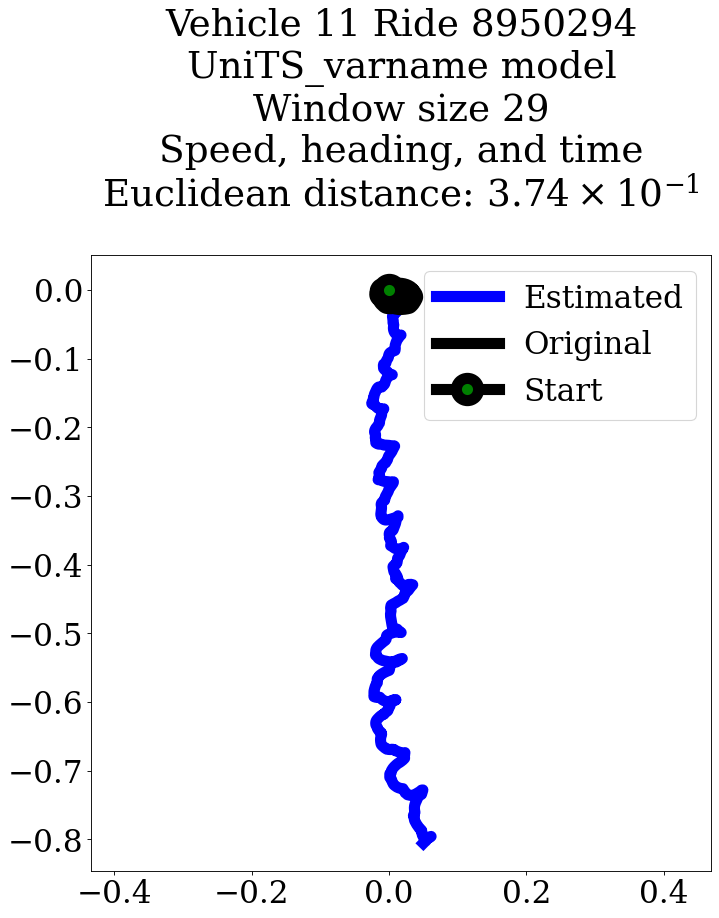 Vehicle 11 Ride 8950294
UniTS_varname model
Window size 29
Speed, heading, and time
Euclidean distance: 3.74 × 10⁻¹
Estimated
Original
Start
0.0
−0.1
−0.2
−0.3
−0.4
−0.5
−0.6
−0.7
−0.8
−0.4 −0.2 0.0 0.2 0.4